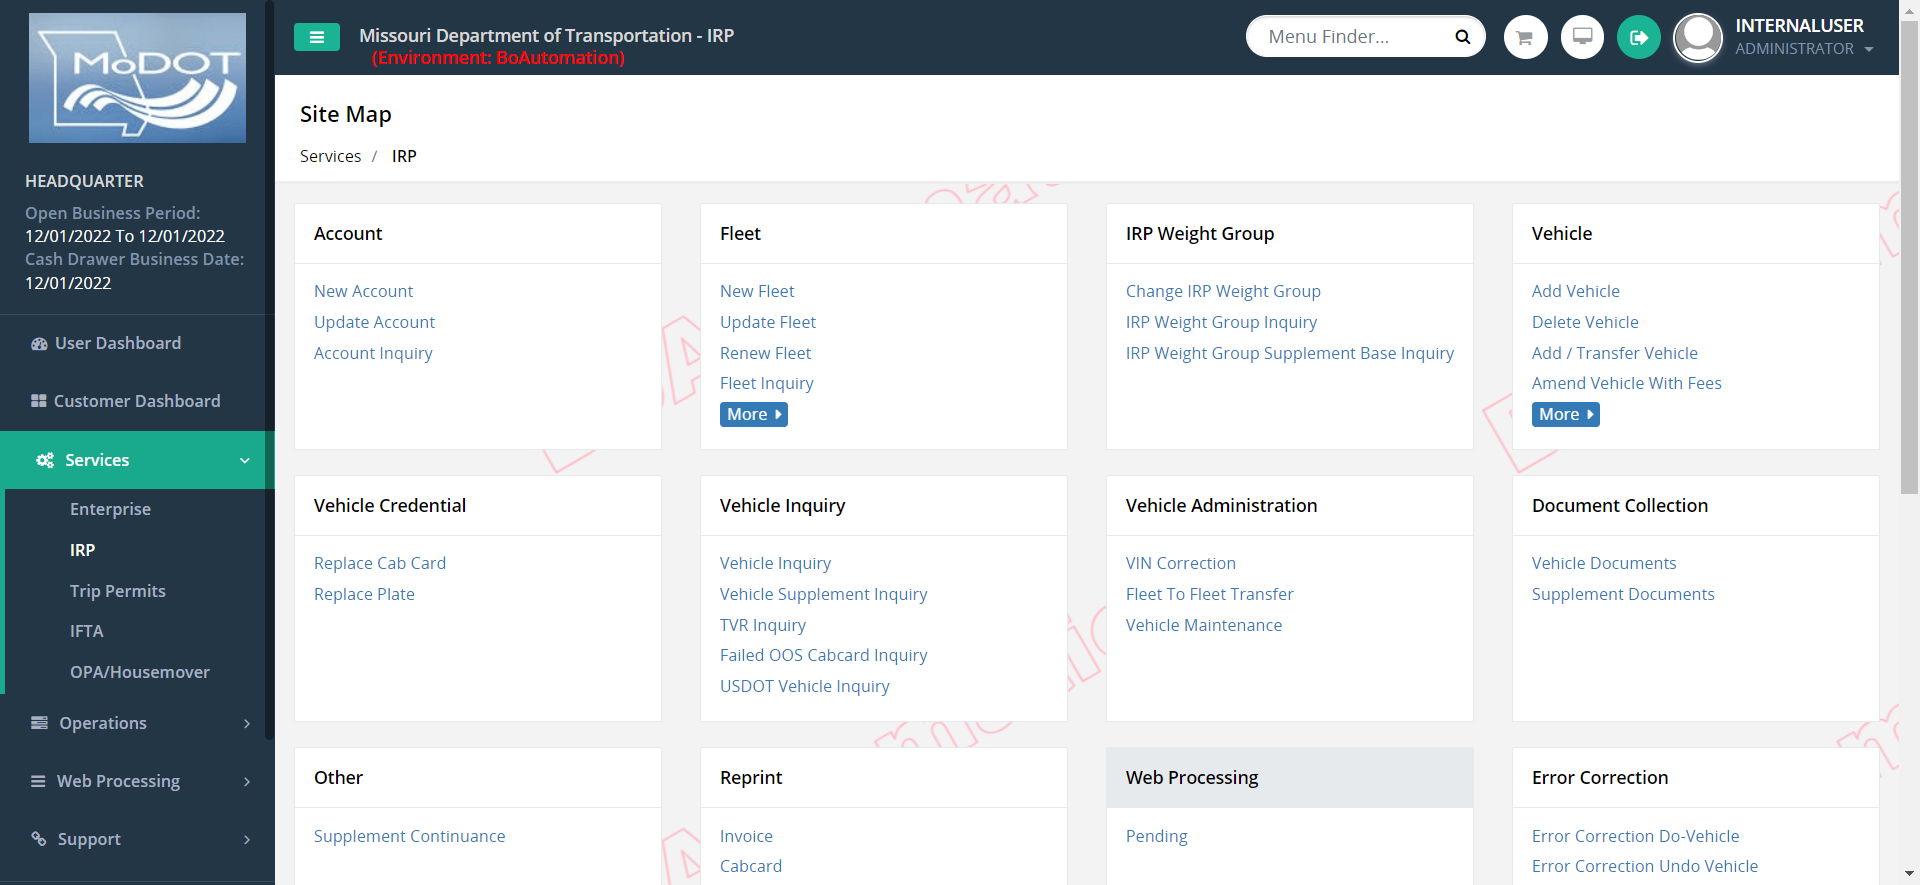 MoDOT
HEADQUARTER
Open Business Period:
12/01/2022 To 12/01/2022
Cash Drawer Business Date:
12/01/2022
User Dashboard
Customer Dashboard
Services
Enterprise
IRP
Trip Permits
IFTA
OPA/Housemover
Operations
Web Processing
Support
Missouri Department of Transportation - IRP
(Environment: BoAutomation)
Menu Finder...
INTERNALUSER
ADMINISTRATOR
Site Map
Services / IRP
Account
New Account
Update Account
Account Inquiry
Fleet
New Fleet
Update Fleet
Renew Fleet
Fleet Inquiry
More
IRP Weight Group
Change IRP Weight Group
IRP Weight Group Inquiry
IRP Weight Group Supplement Base Inquiry
Vehicle
Add Vehicle
Delete Vehicle
Add / Transfer Vehicle
Amend Vehicle With Fees
More
Vehicle Credential
Replace Cab Card
Replace Plate
Vehicle Inquiry
Vehicle Inquiry
Vehicle Supplement Inquiry
TVR Inquiry
Failed OOS Cabcard Inquiry
USDOT Vehicle Inquiry
Vehicle Administration
VIN Correction
Fleet To Fleet Transfer
Vehicle Maintenance
Document Collection
Vehicle Documents
Supplement Documents
Other
Supplement Continuance
Reprint
Invoice
Cabcard
Web Processing
Pending
Error Correction
Error Correction Do-Vehicle
Error Correction Undo Vehicle